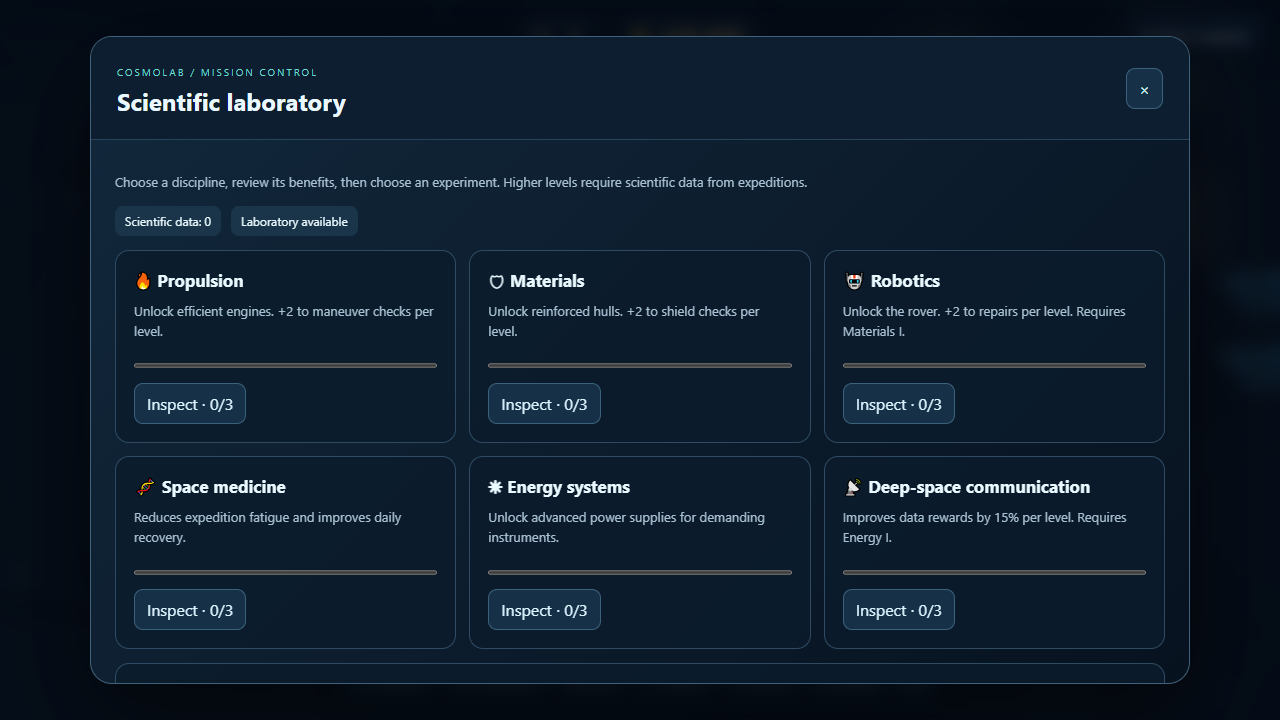 COSMOLAB / MISSION CONTROL
Scientific laboratory
×
Choose a discipline, review its benefits, then choose an experiment. Higher levels require scientific data from expeditions.
Scientific data: 0
Laboratory available
Propulsion
Unlock efficient engines. +2 to maneuver checks per
level.
Inspect · 0/3
Materials
Unlock reinforced hulls. +2 to shield checks per
level.
Inspect · 0/3
Robotics
Unlock the rover. +2 to repairs per level. Requires
Materials I.
Inspect · 0/3
Space medicine
Reduces expedition fatigue and improves daily
recovery.
Inspect · 0/3
Energy systems
Unlock advanced power supplies for demanding
instruments.
Inspect · 0/3
Deep-space communication
Improves data rewards by 15% per level. Requires
Energy I.
Inspect · 0/3